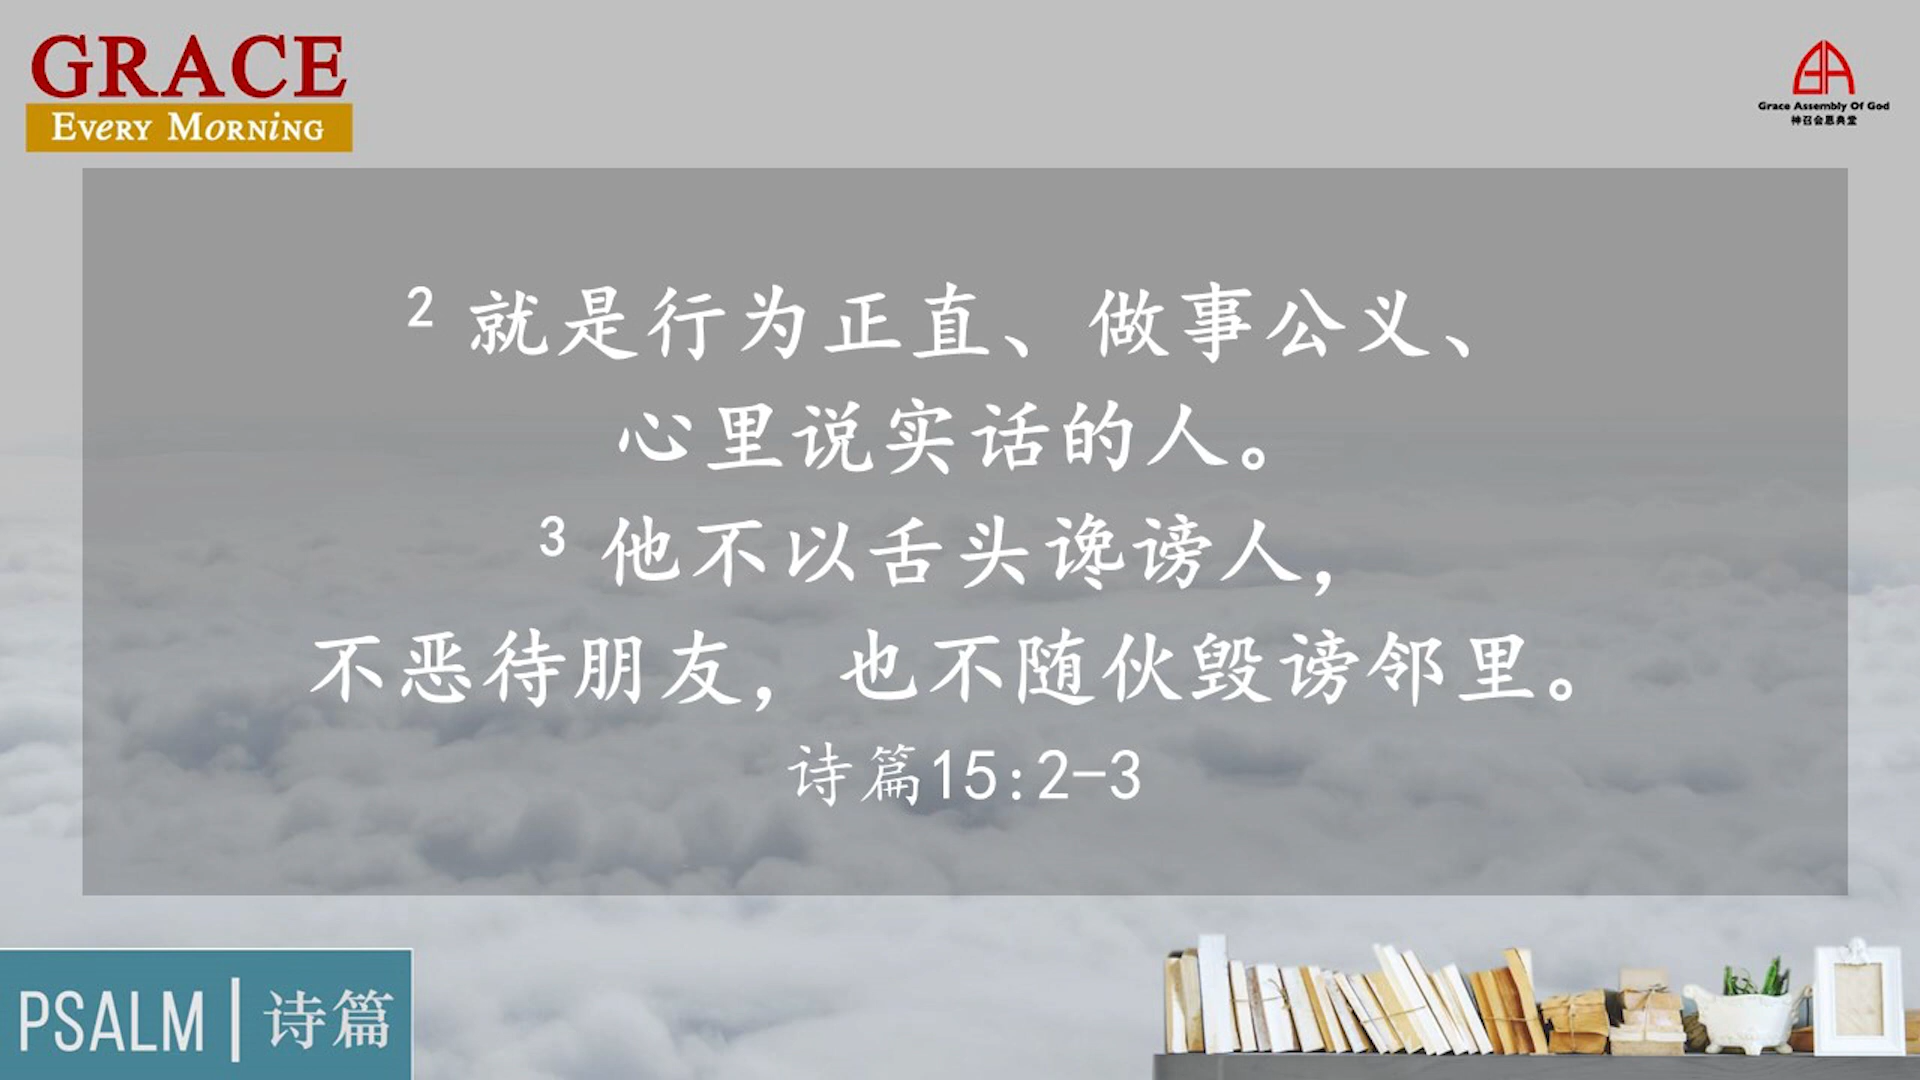 GRACE
Every Morning
Grace Assembly Of God
神召会恩典堂
2 就是行为正直、做事公义、
心里说实话的人。
3 他不以舌头谗谤人，
不恶待朋友，也不随伙毁谤邻里。
诗篇15:2-3
PSALM | 诗篇